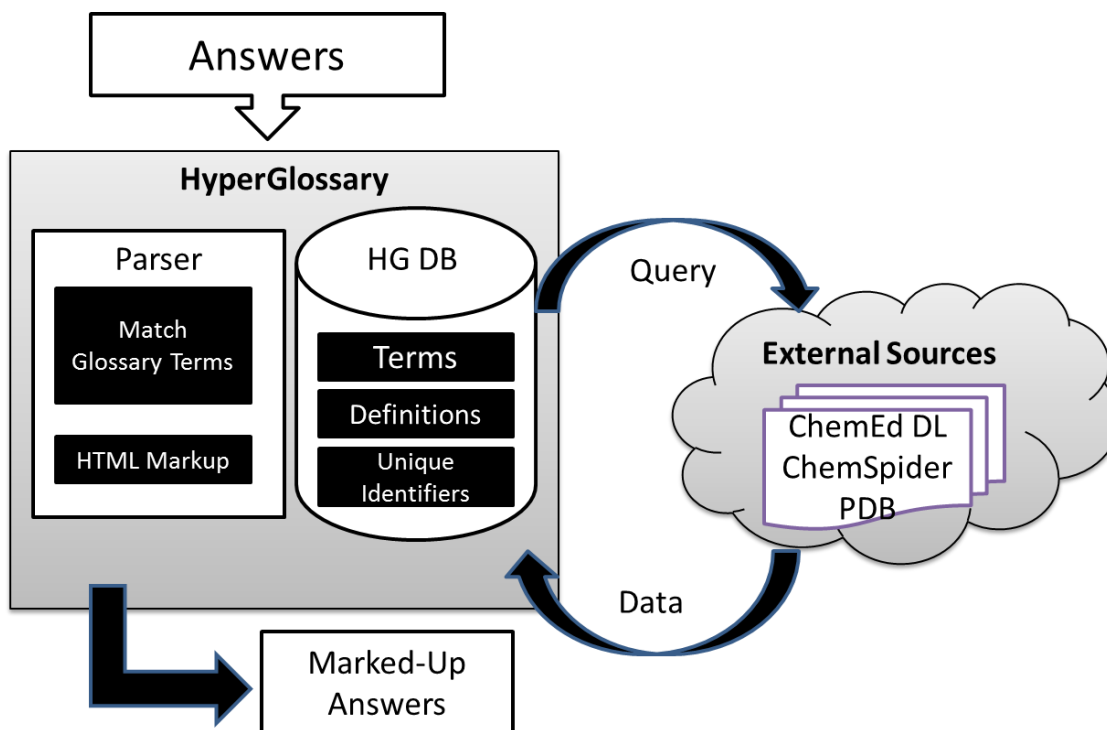 Answers
HyperGlossary
Parser
Match
Glossary Terms
HTML Markup
HG DB
Terms
Definitions
Unique
Identifiers
Query
External Sources
ChemEd DL
ChemSpider
PDB
Data
Marked-Up
Answers